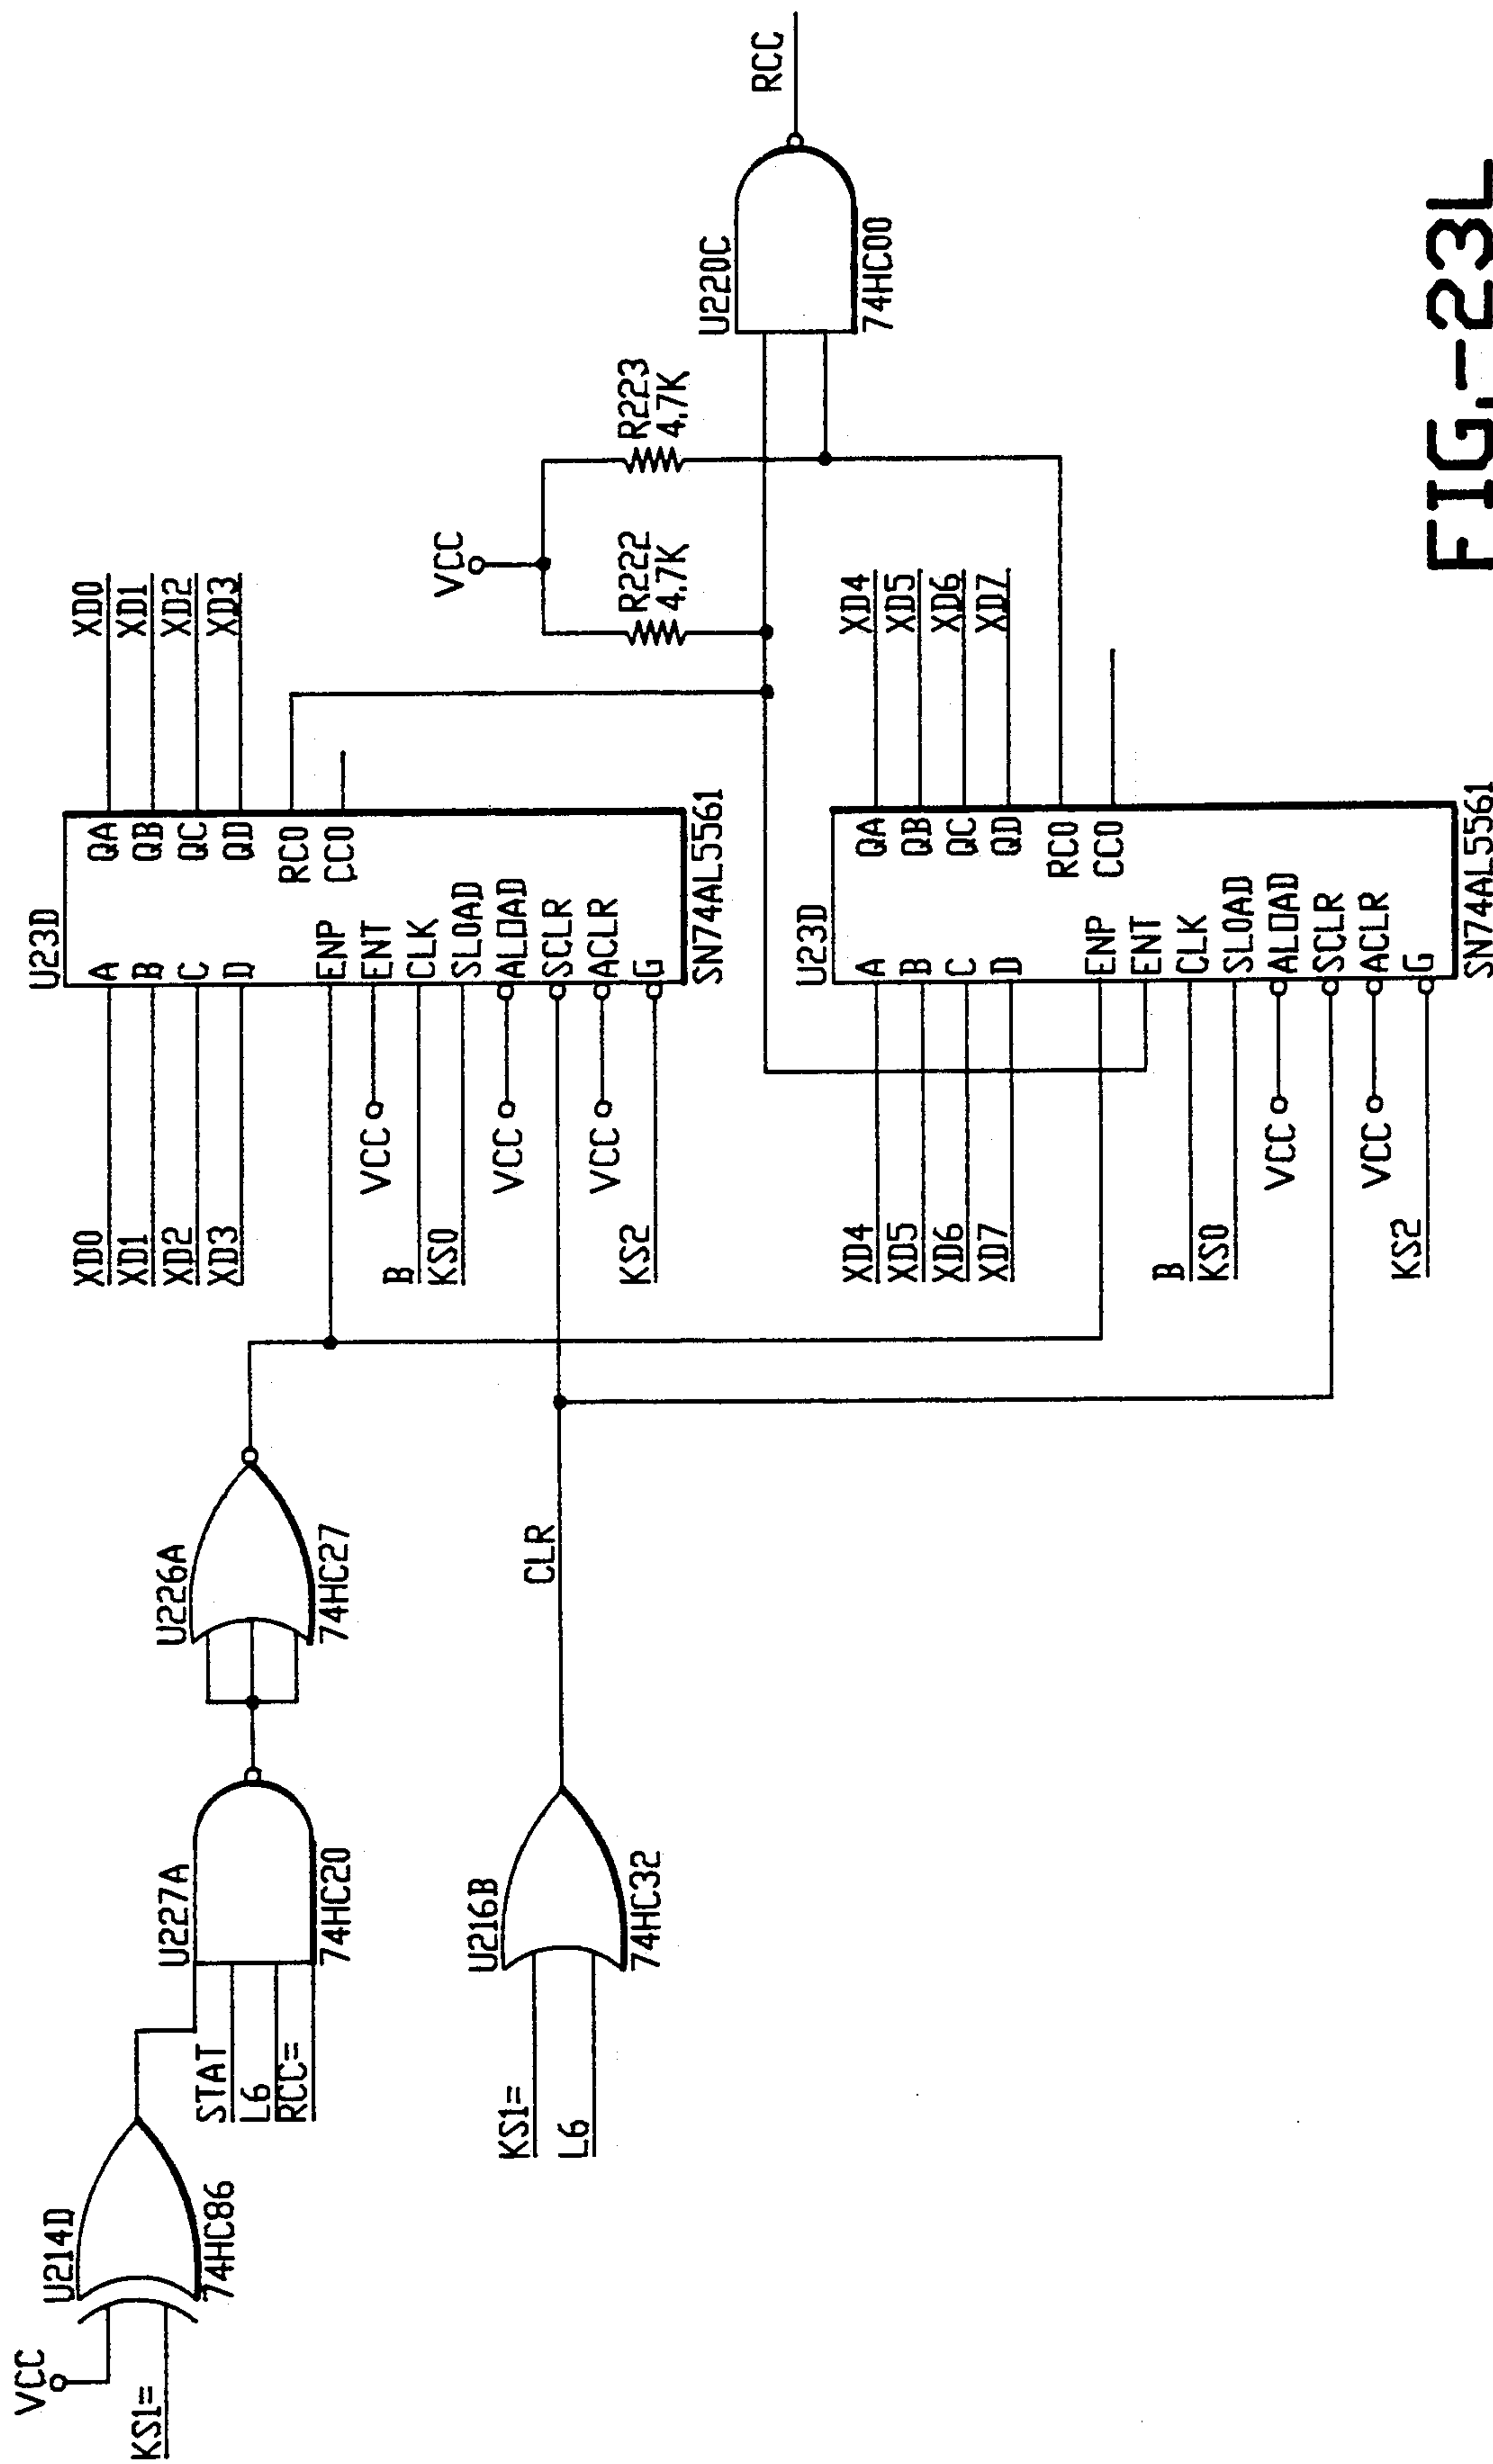 VCC
KS1=
U214D
74HC86
STAT
L6
RCC=
U227A
74HC20
U226A
74HC27
KS1=
L6
U216B
74HC32
CLR
XD0
XD1
XD2
XD3
B
KS0
KS2
VCC
VCC
VCC
U23D
A
B
C
D
ENP
ENT
CLK
SLOAD
ALOAD
SCLR
ACLR
G
QA
QB
QC
QD
RCO
CCO
SN74AL5561
XD0
XD1
XD2
XD3
XD4
XD5
XD6
XD7
B
KS0
VCC
VCC
KS2
U23D
A
B
C
D
ENP
ENT
CLK
SLOAD
ALOAD
SCLR
ACLR
G
QA
QB
QC
QD
RCO
CCO
SN74AL5561
XD4
XD5
XD6
XD7
VCC
R222
4.7K
R223
4.7K
U220C
74HC00
RCC
FIG.-23L